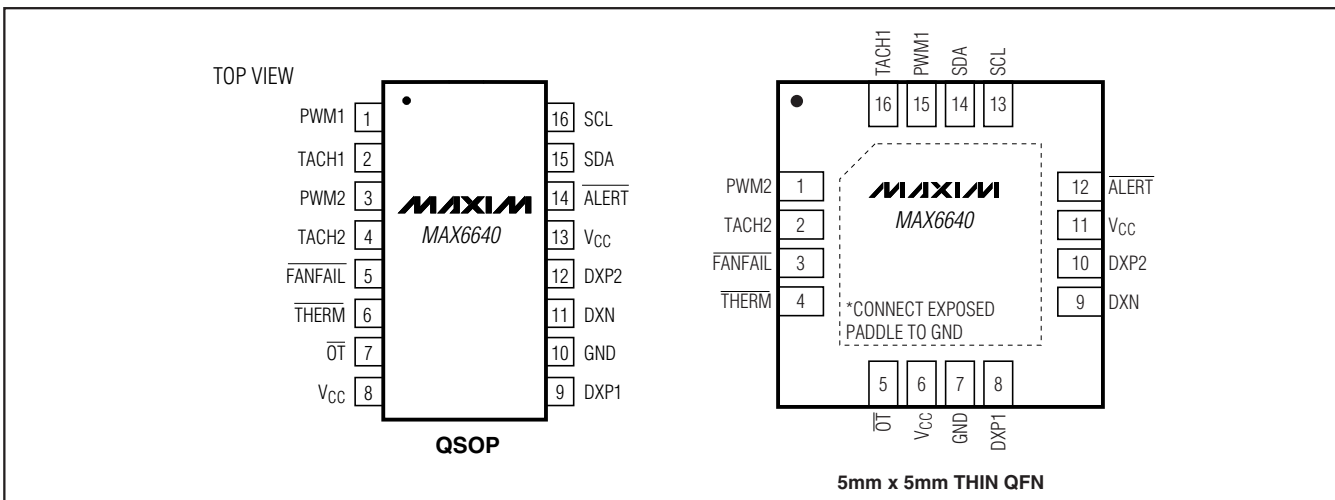 TOP VIEW
PWM1 1
TACH1 2
PWM2 3
TACH2 4
FANFAIL 5
THERM 6
OT 7
VCC 8
16 SCL
15 SDA
14 ALERT
13 VCC
12 DXP2
11 DXN
10 GND
9 DXP1
MAXIM
MAX6640
QSOP
TACH1 PWM1 SDA SCL
16 15 14 13
PWM2 1
TACH2 2
FANFAIL 3
THERM 4
12 ALERT
11 VCC
10 DXP2
9 DXN
MAXIM
MAX6640
*CONNECT EXPOSED
PADDLE TO GND
5 6 7 8
OT VCC GND DXP1
5mm x 5mm THIN QFN